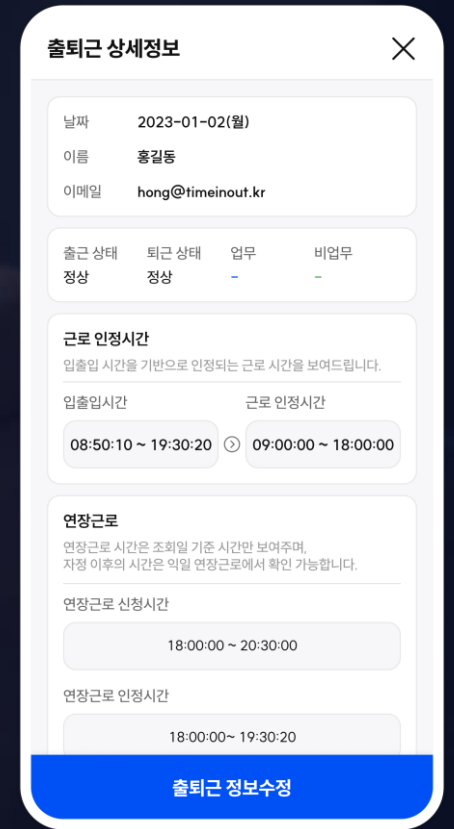 출퇴근 상세정보
날짜 2023-01-02(월)
이름 홍길동
이메일 hong@timeinout.kr
출근 상태 퇴근 상태 업무 비업무
정상 정상 - -
근로 인정시간
입출입 시간을 기반으로 인정되는 근로 시간을 보여드립니다.
입출입시간 근로 인정시간
08:50:10 ~ 19:30:20 09:00:00 ~ 18:00:00
연장근로
연장근로 시간은 조회일 기준 시간만 보여주며,
자정 이후의 시간은 익일 연장근로에서 확인 가능합니다.
연장근로 신청시간
18:00:00 ~ 20:30:00
연장근로 인정시간
18:00:00~ 19:30:20
출퇴근 정보수정